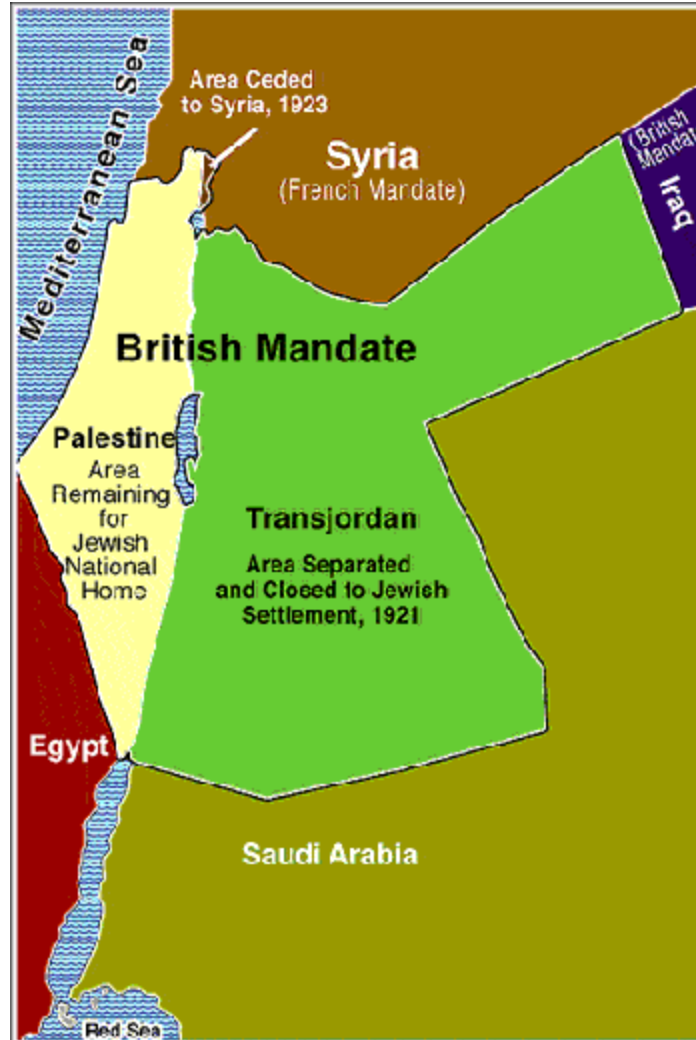 Mediterranean Sea
Area Ceded
to Syria, 1923
Syria
(French Mandate)
(British
Mandate
Iraq
British Mandate
Palestine
Area
Remaining
for
Jewish
National
Home
Transjordan
Area Separated
and Closed to Jewish
Settlement, 1921
Egypt
Saudi Arabia
Red Sea